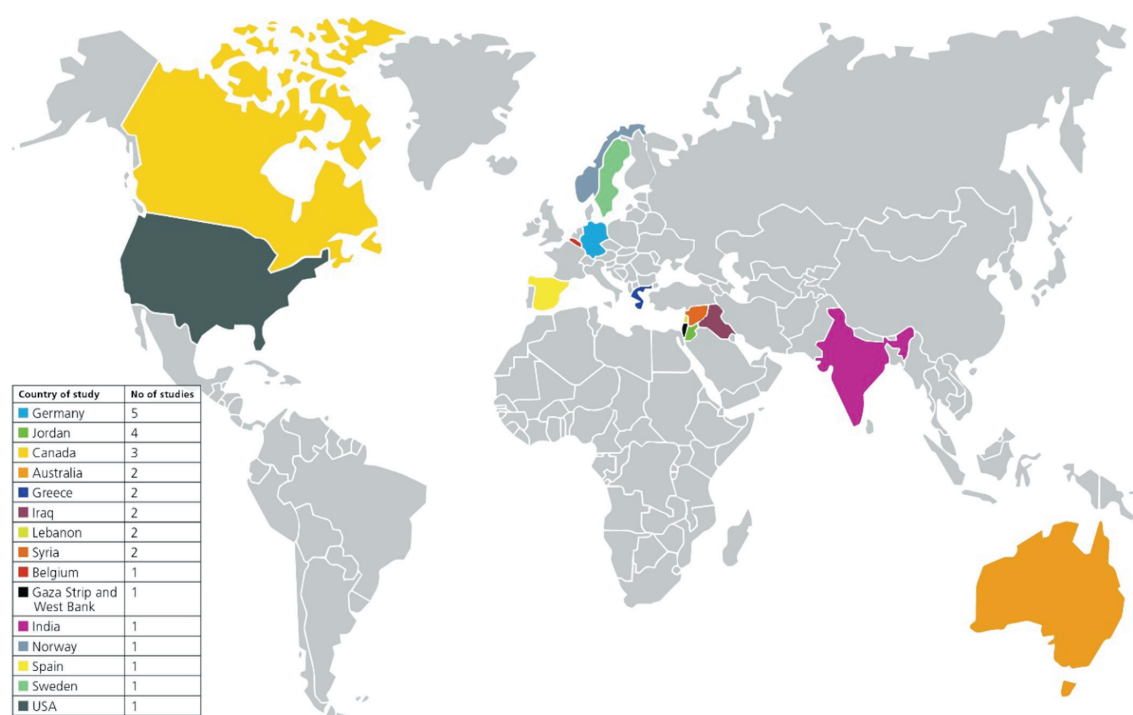 Country of study No of studies
Germany 5
Jordan 4
Canada 3
Australia 2
Greece 2
Iraq 2
Lebanon 2
Syria 2
Belgium 1
Gaza Strip and 1
West Bank
India 1
Norway 1
Spain 1
Sweden 1
USA 1